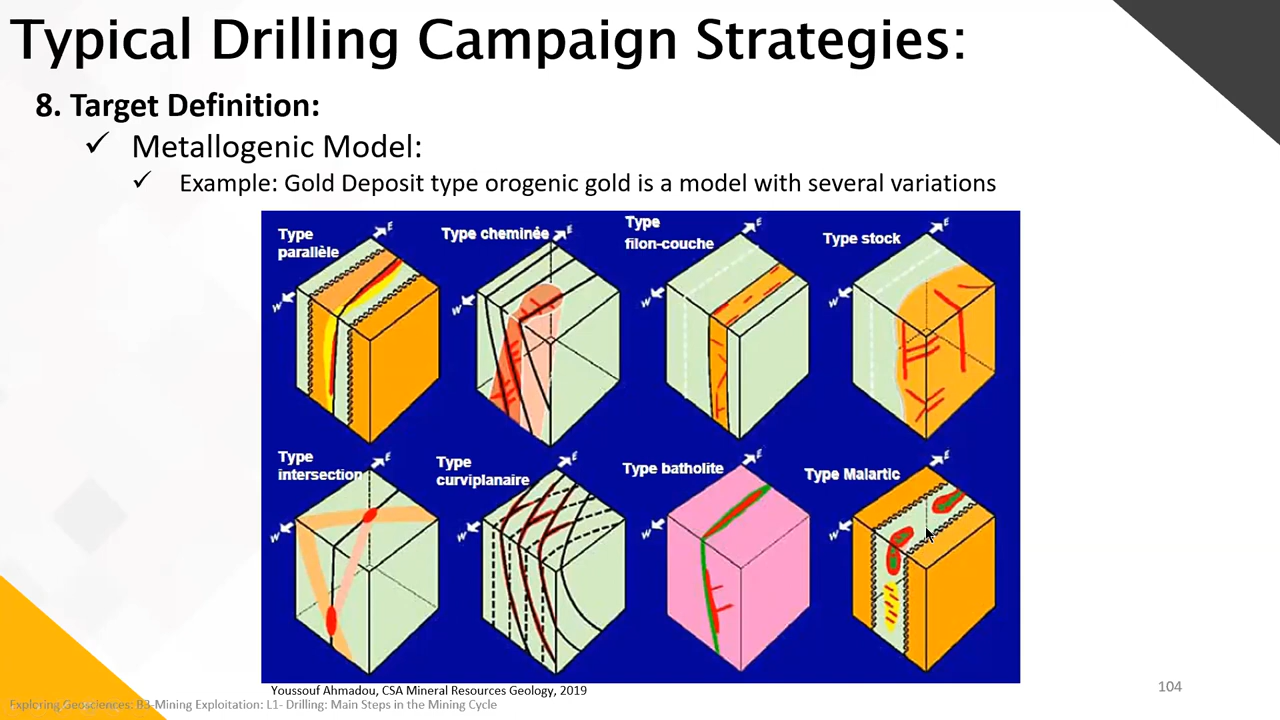 Typical Drilling Campaign Strategies:
8. Target Definition:
Metallogenic Model:
Example: Gold Deposit type orogenic gold is a model with several variations
Type
parallèle
E
W
Type cheminée
E
W
Type
filon-couche
E
W
Type stock
E
W
Type
intersection
E
W
Type
curviplanaire
E
W
Type batholite
E
W
Type Malartic
E
W
Youssouf Ahmadou, CSA Mineral Resources Geology, 2019
104
Exploring Geosciences: B3-Mining Exploitation: L1- Drilling: Main Steps in the Mining Cycle